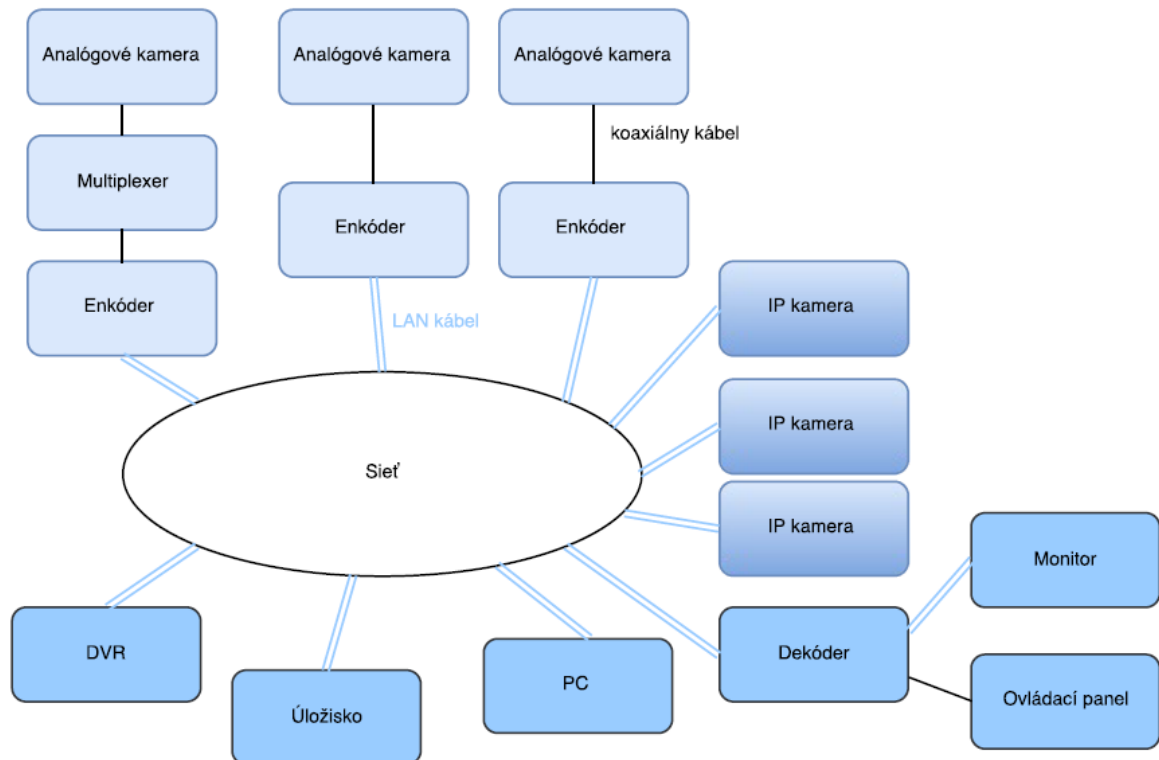 Analógové kamera
Analógové kamera
Analógové kamera
koaxiálny kábel
Multiplexer
Enkóder
Enkóder
Enkóder
LAN kábel
IP kamera
IP kamera
Sieť
IP kamera
Monitor
DVR
Úložisko
PC
Dekóder
Ovládací panel